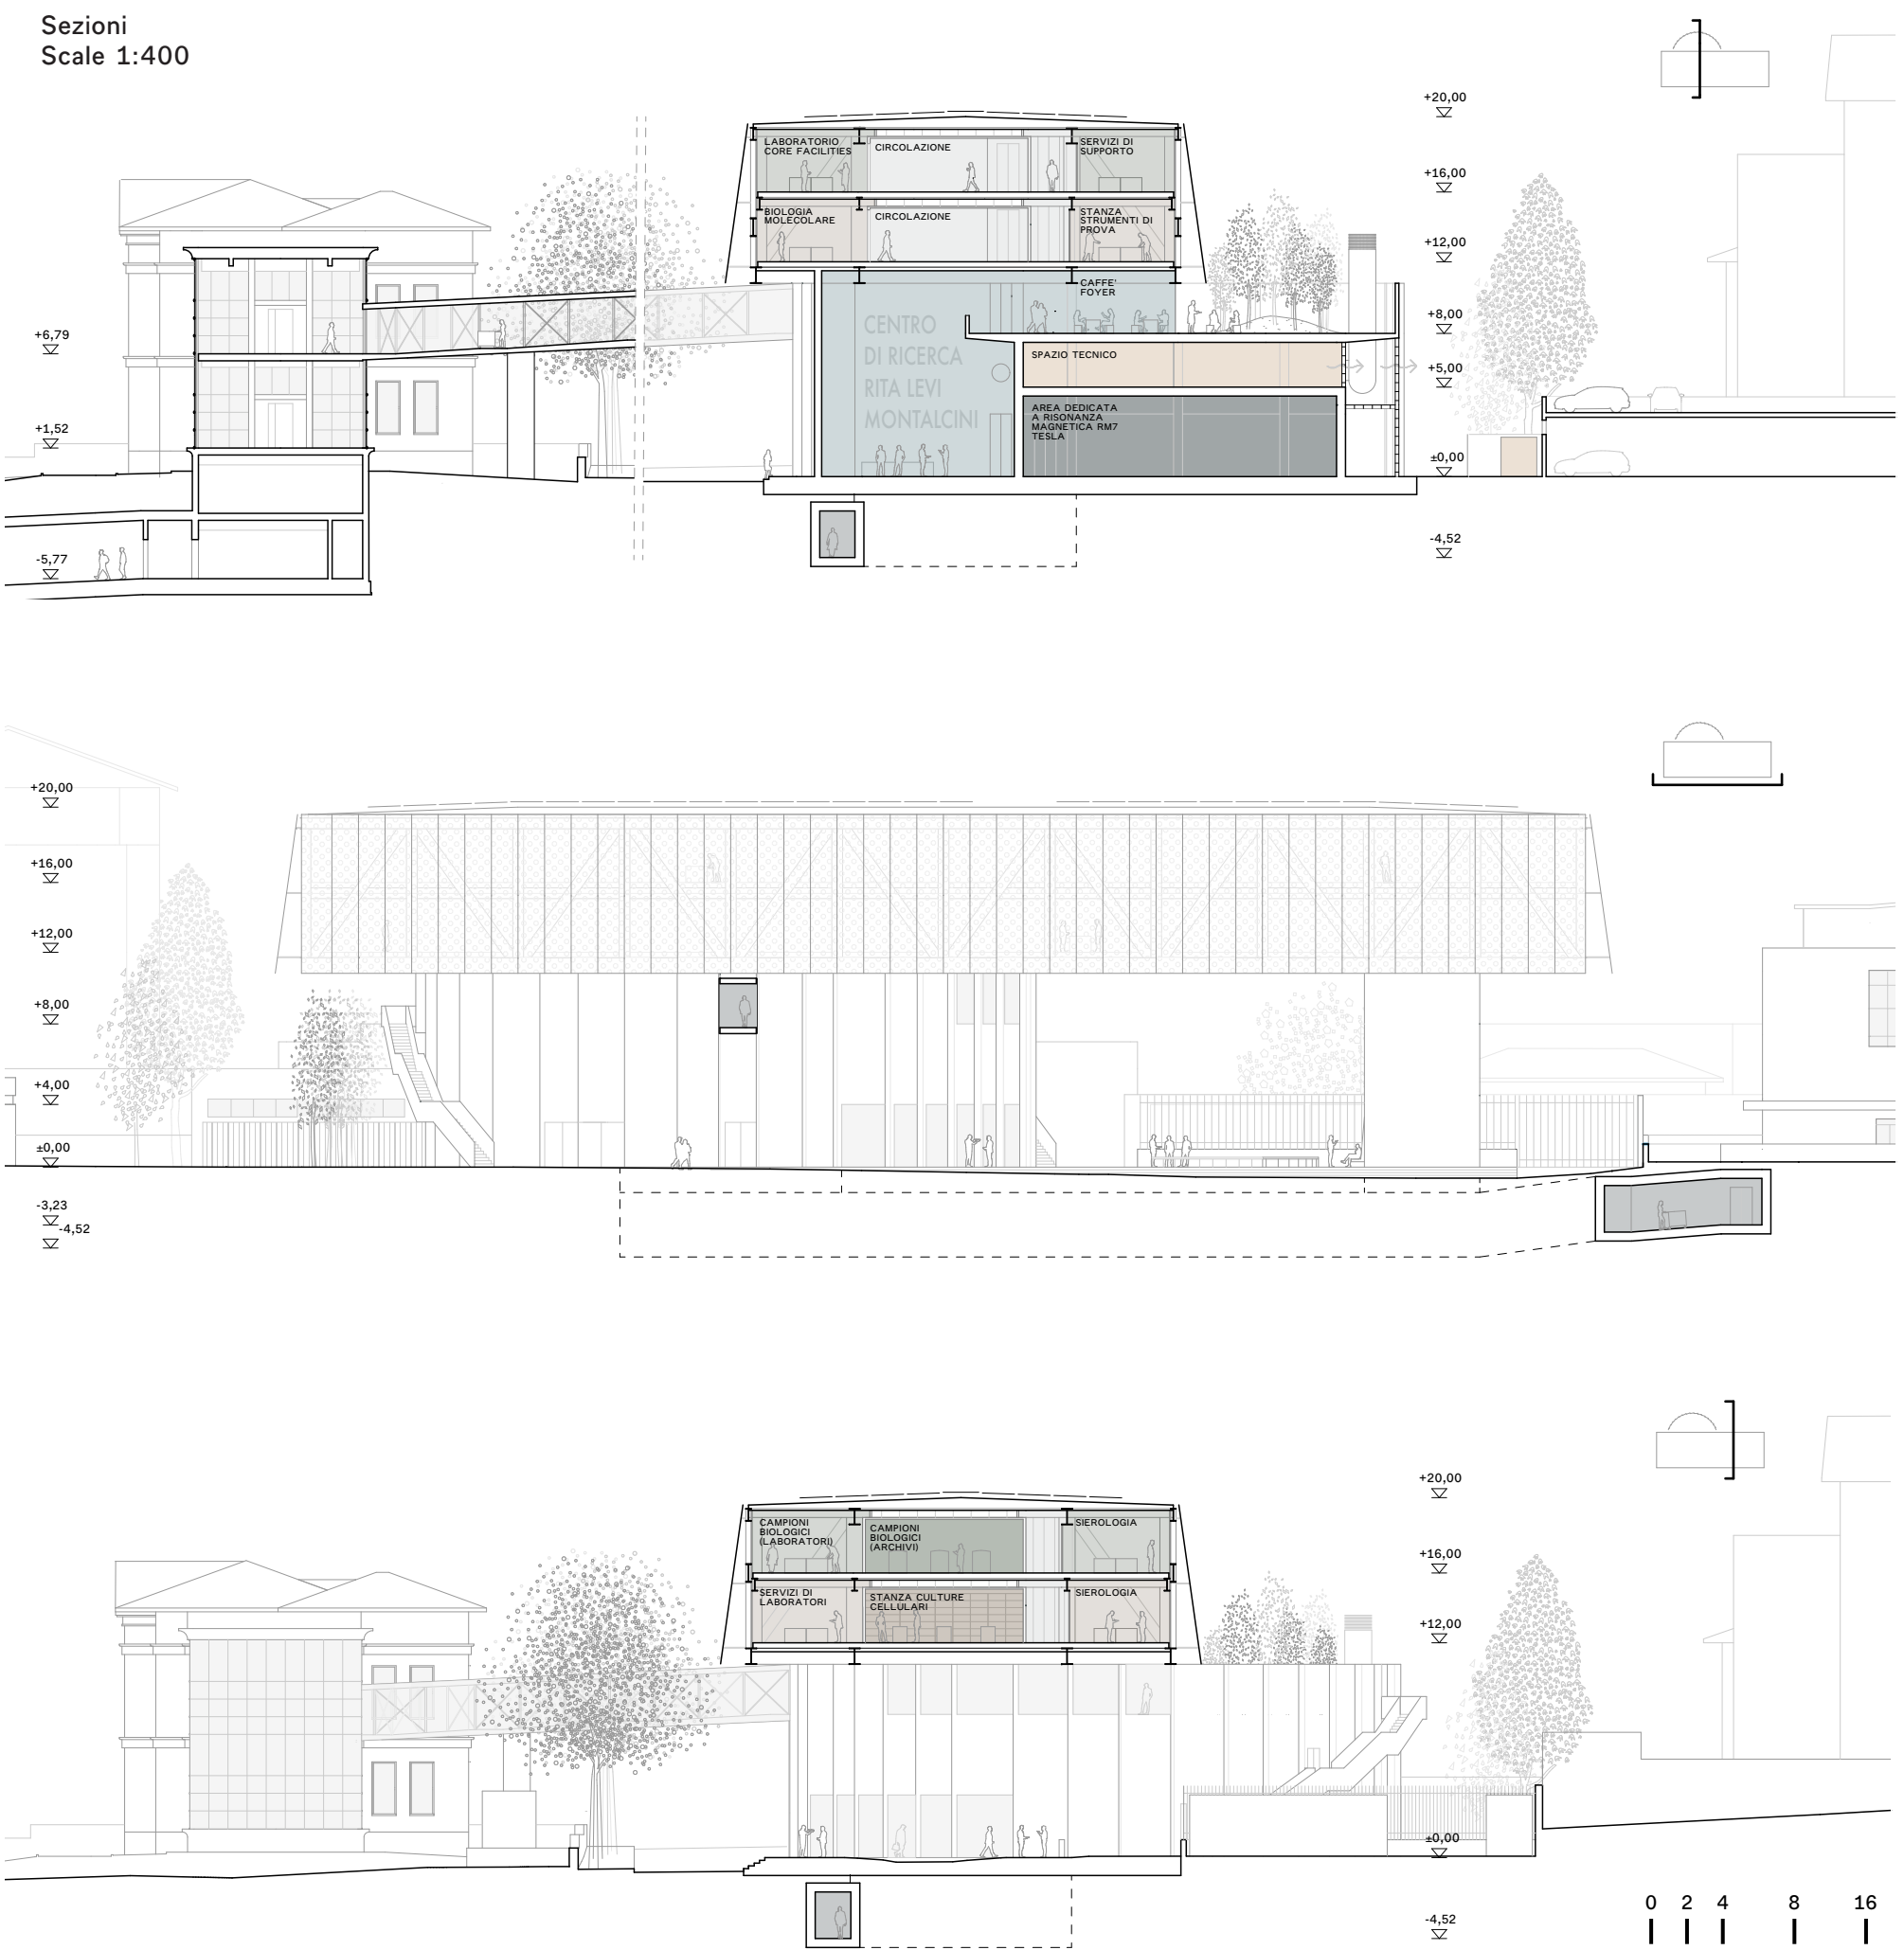 Sezioni
Scale 1:400
+20,00
LABORATORIO
CORE FACILITIES
CIRCOLAZIONE
SERVIZI DI
SUPPORTO
+16,00
BIOLOGIA
MOLECOLARE
CIRCOLAZIONE
STANZA
STRUMENTI DI
PROVA
+12,00
CAFFE'
FOYER
CENTRO
DI RICERCA
RITA LEVI
MONTALCINI
+8,00
+6,79
SPAZIO TECNICO
+5,00
AREA DEDICATA
A RISONANZA
MAGNETICA RM7
TESLA
+1,52
±0,00
-4,52
-5,77
+20,00
+16,00
+12,00
+8,00
+4,00
±0,00
-3,23
-4,52
+20,00
CAMPIONI
BIOLOGICI
(LABORATORI)
CAMPIONI
BIOLOGICI
(ARCHIVI)
SIEROLOGIA
+16,00
SERVIZI DI
LABORATORI
STANZA CULTURE
CELLULARI
SIEROLOGIA
+12,00
±0,00
-4,52
0 2 4 8 16